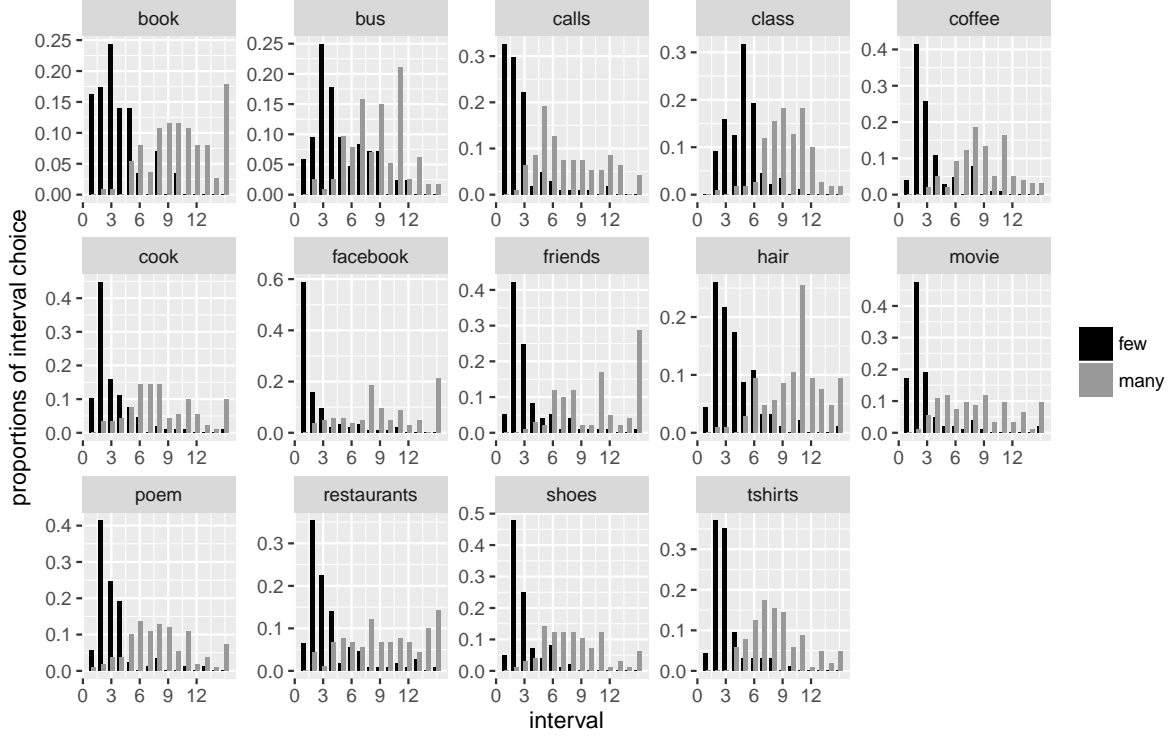 book bus calls class coffee
0.25 0.20 0.15 0.10 0.05 0.00
0.25 0.20 0.15 0.10 0.05 0.00
0.3 0.2 0.1 0.0
0.3 0.2 0.1 0.0
0.4 0.3 0.2 0.1 0.0
0 3 6 9 12 0 3 6 9 12 0 3 6 9 12 0 3 6 9 12 0 3 6 9 12
proportions of interval choice
cook facebook friends hair movie
0.4 0.3 0.2 0.1 0.0
0.6 0.4 0.2 0.0
0.4 0.3 0.2 0.1 0.0
0.2 0.1 0.0
0.5 0.4 0.3 0.2 0.1 0.0
0 3 6 9 12 0 3 6 9 12 0 3 6 9 12 0 3 6 9 12 0 3 6 9 12
few
many
poem restaurants shoes tshirts
0.4 0.3 0.2 0.1 0.0
0.3 0.2 0.1 0.0
0.5 0.4 0.3 0.2 0.1 0.0
0.3 0.2 0.1 0.0
0 3 6 9 12 0 3 6 9 12 0 3 6 9 12 0 3 6 9 12
interval